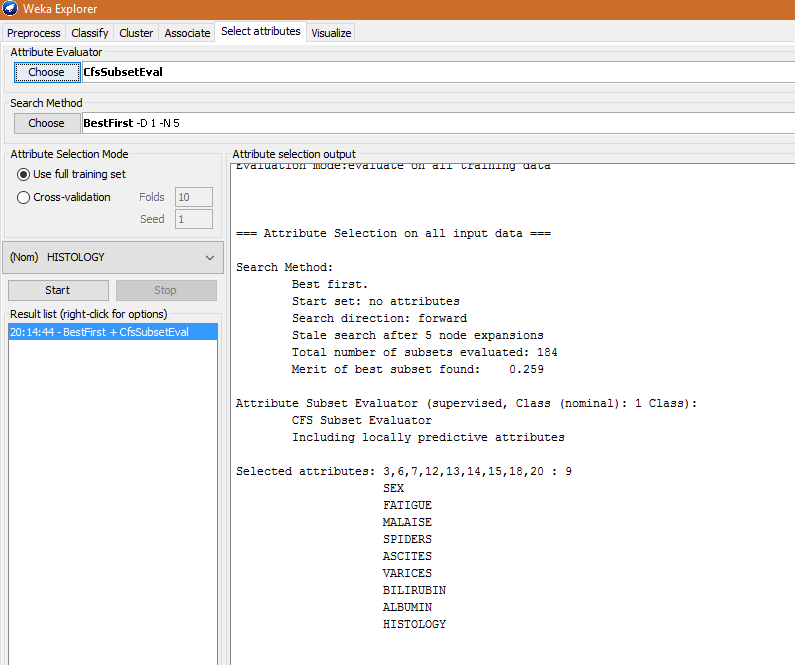 Weka Explorer
Preprocess Classify Cluster Associate Select attributes Visualize
Attribute Evaluator
Choose CfsSubsetEval
Search Method
Choose BestFirst -D 1 -N 5
Attribute Selection Mode
Use full training set
Cross-validation Folds 10
Seed 1
(Nom) HISTOLOGY
Start Stop
Result list (right-click for options)
20:14:44 - BestFirst + CfsSubsetEval
Attribute selection output
Evaluation mode:evaluate on all training data
=== Attribute Selection on all input data ===
Search Method:
Best first.
Start set: no attributes
Search direction: forward
Stale search after 5 node expansions
Total number of subsets evaluated: 184
Merit of best subset found: 0.259
Attribute Subset Evaluator (supervised, Class (nominal): 1 Class):
CFS Subset Evaluator
Including locally predictive attributes
Selected attributes: 3,6,7,12,13,14,15,18,20 : 9
SEX
FATIGUE
MALAISE
SPIDERS
ASCITES
VARICES
BILIRUBIN
ALBUMIN
HISTOLOGY